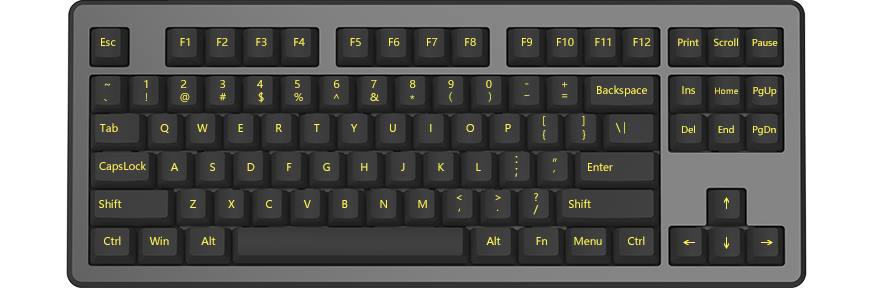 Esc F1 F2 F3 F4 F5 F6 F7 F8 F9 F10 F11 F12 Print Scroll Pause
~ 1 2 3 4 5 6 7 8 9 0 - + Backspace Ins Home PgUp
` ! @ # $ % ^ & * ( ) _ =
Tab Q W E R T Y U I O P [ ] \| Del End PgDn
{ }
CapsLock A S D F G H J K L : " Enter
; '
Shift Z X C V B N M < > ? Shift ↑
, . /
Ctrl Win Alt Alt Fn Menu Ctrl ← ↓ →